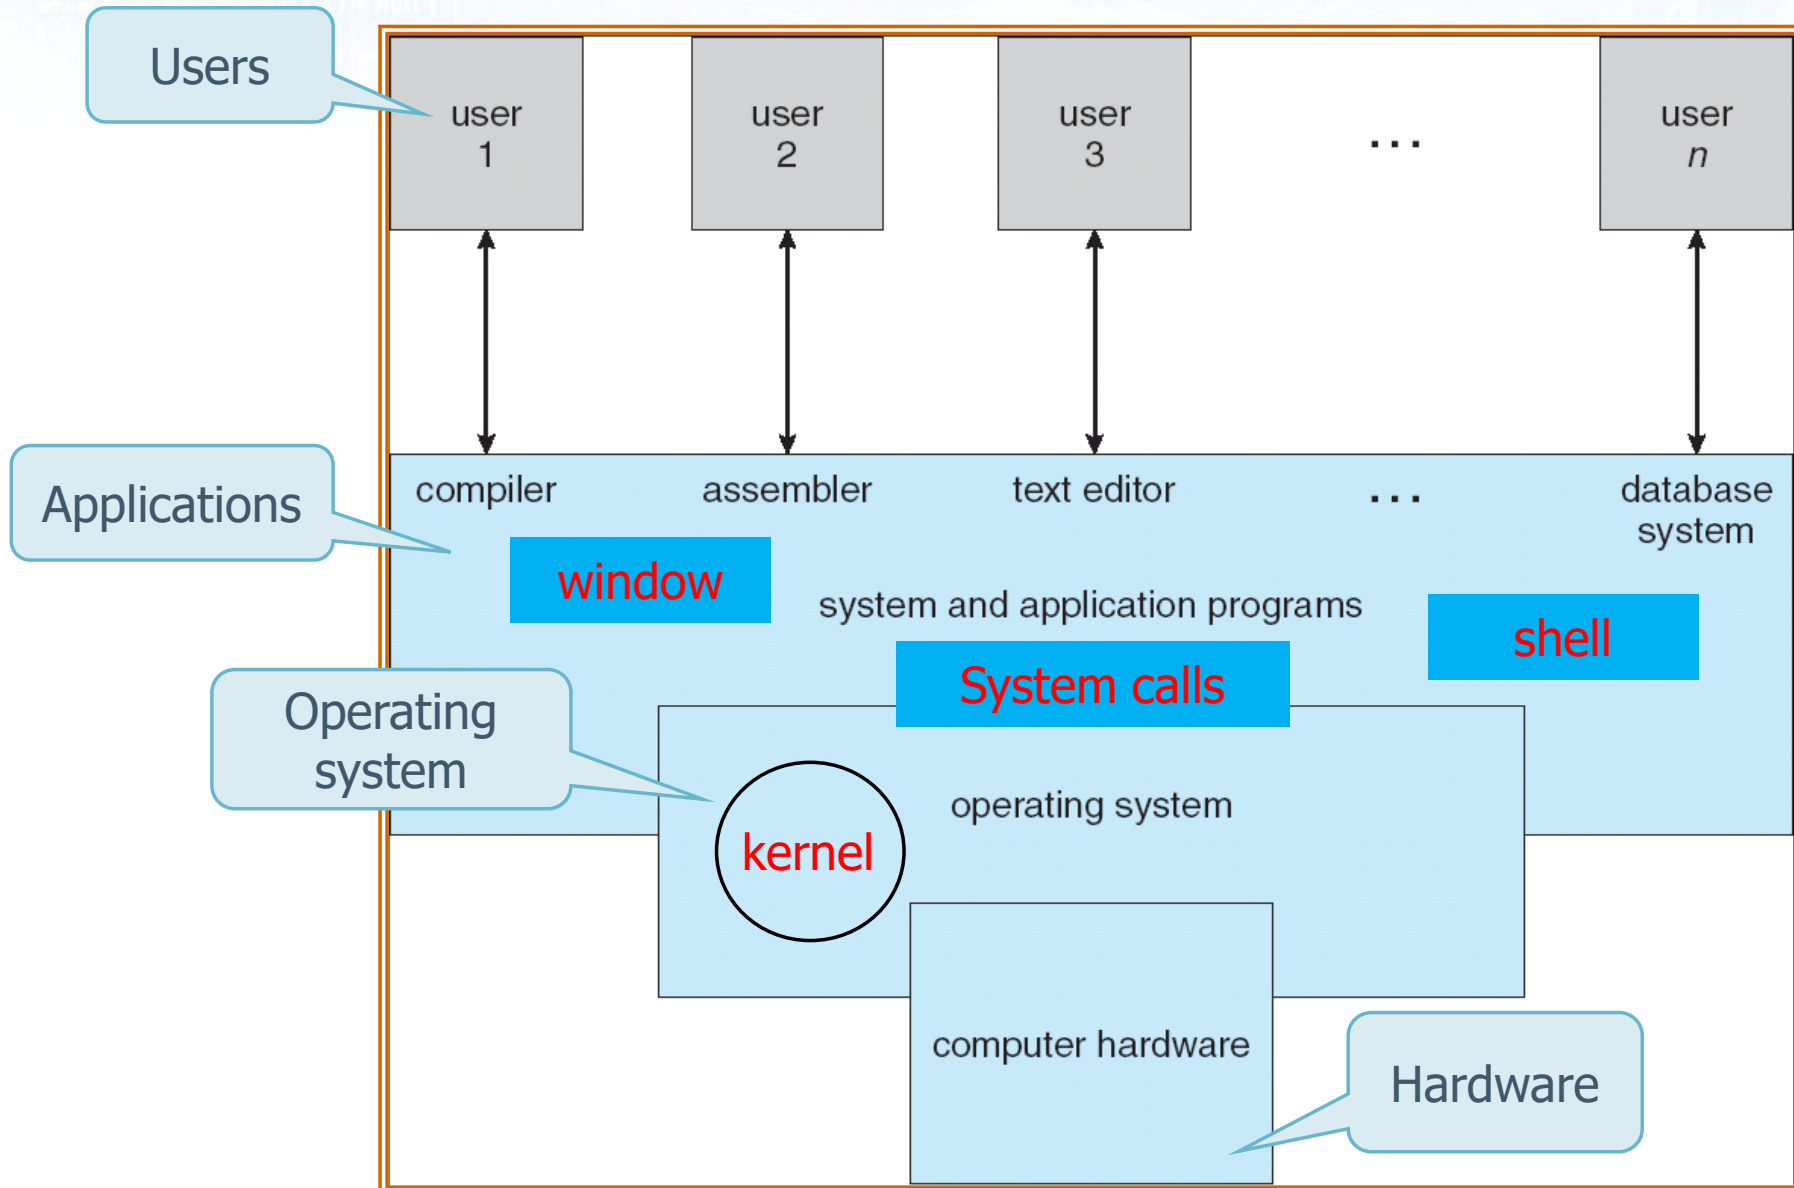 Users
user
1
user
2
user
3
...
user
n
Applications
compiler
assembler
text editor
...
database
system
window
system and application programs
shell
System calls
Operating
system
operating system
kernel
computer hardware
Hardware